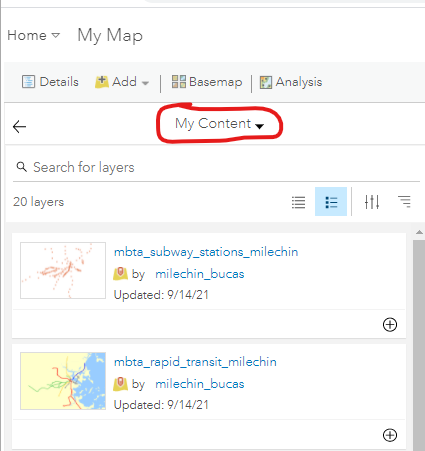 Home My Map
Details Add Basemap Analysis
My Content
Search for layers
20 layers
mbta_subway_stations_milechin
by milechin_bucas
Updated: 9/14/21
mbta_rapid_transit_milechin
by milechin_bucas
Updated: 9/14/21